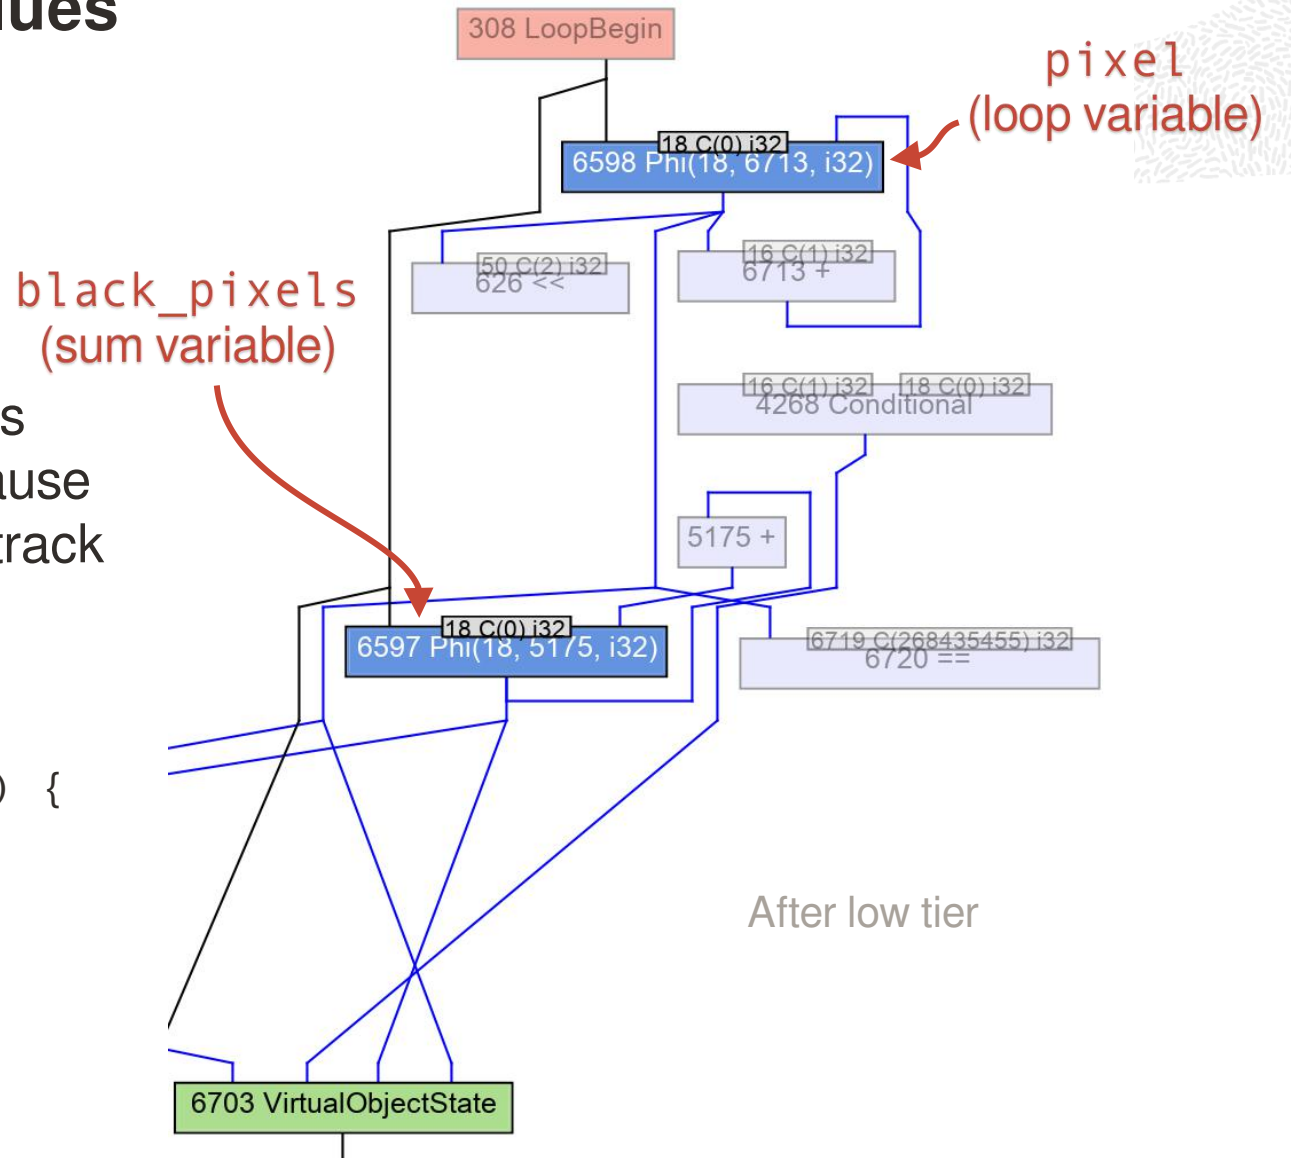 308 LoopBegin
pixel
(loop variable)
18 C(0) i32
6598 Phi(18, 6713, i32)
50 C(2) i32
626 <<
16 C(1) i32
6713 +
black_pixels
(sum variable)
16 C(1) i32 18 C(0) i32
4268 Conditional
track
5175 +
18 C(0) i32
6597 Phi(18, 5175, i32)
6719 C(268435455) i32
6720 ==
) {
After low tier
6703 VirtualObjectState